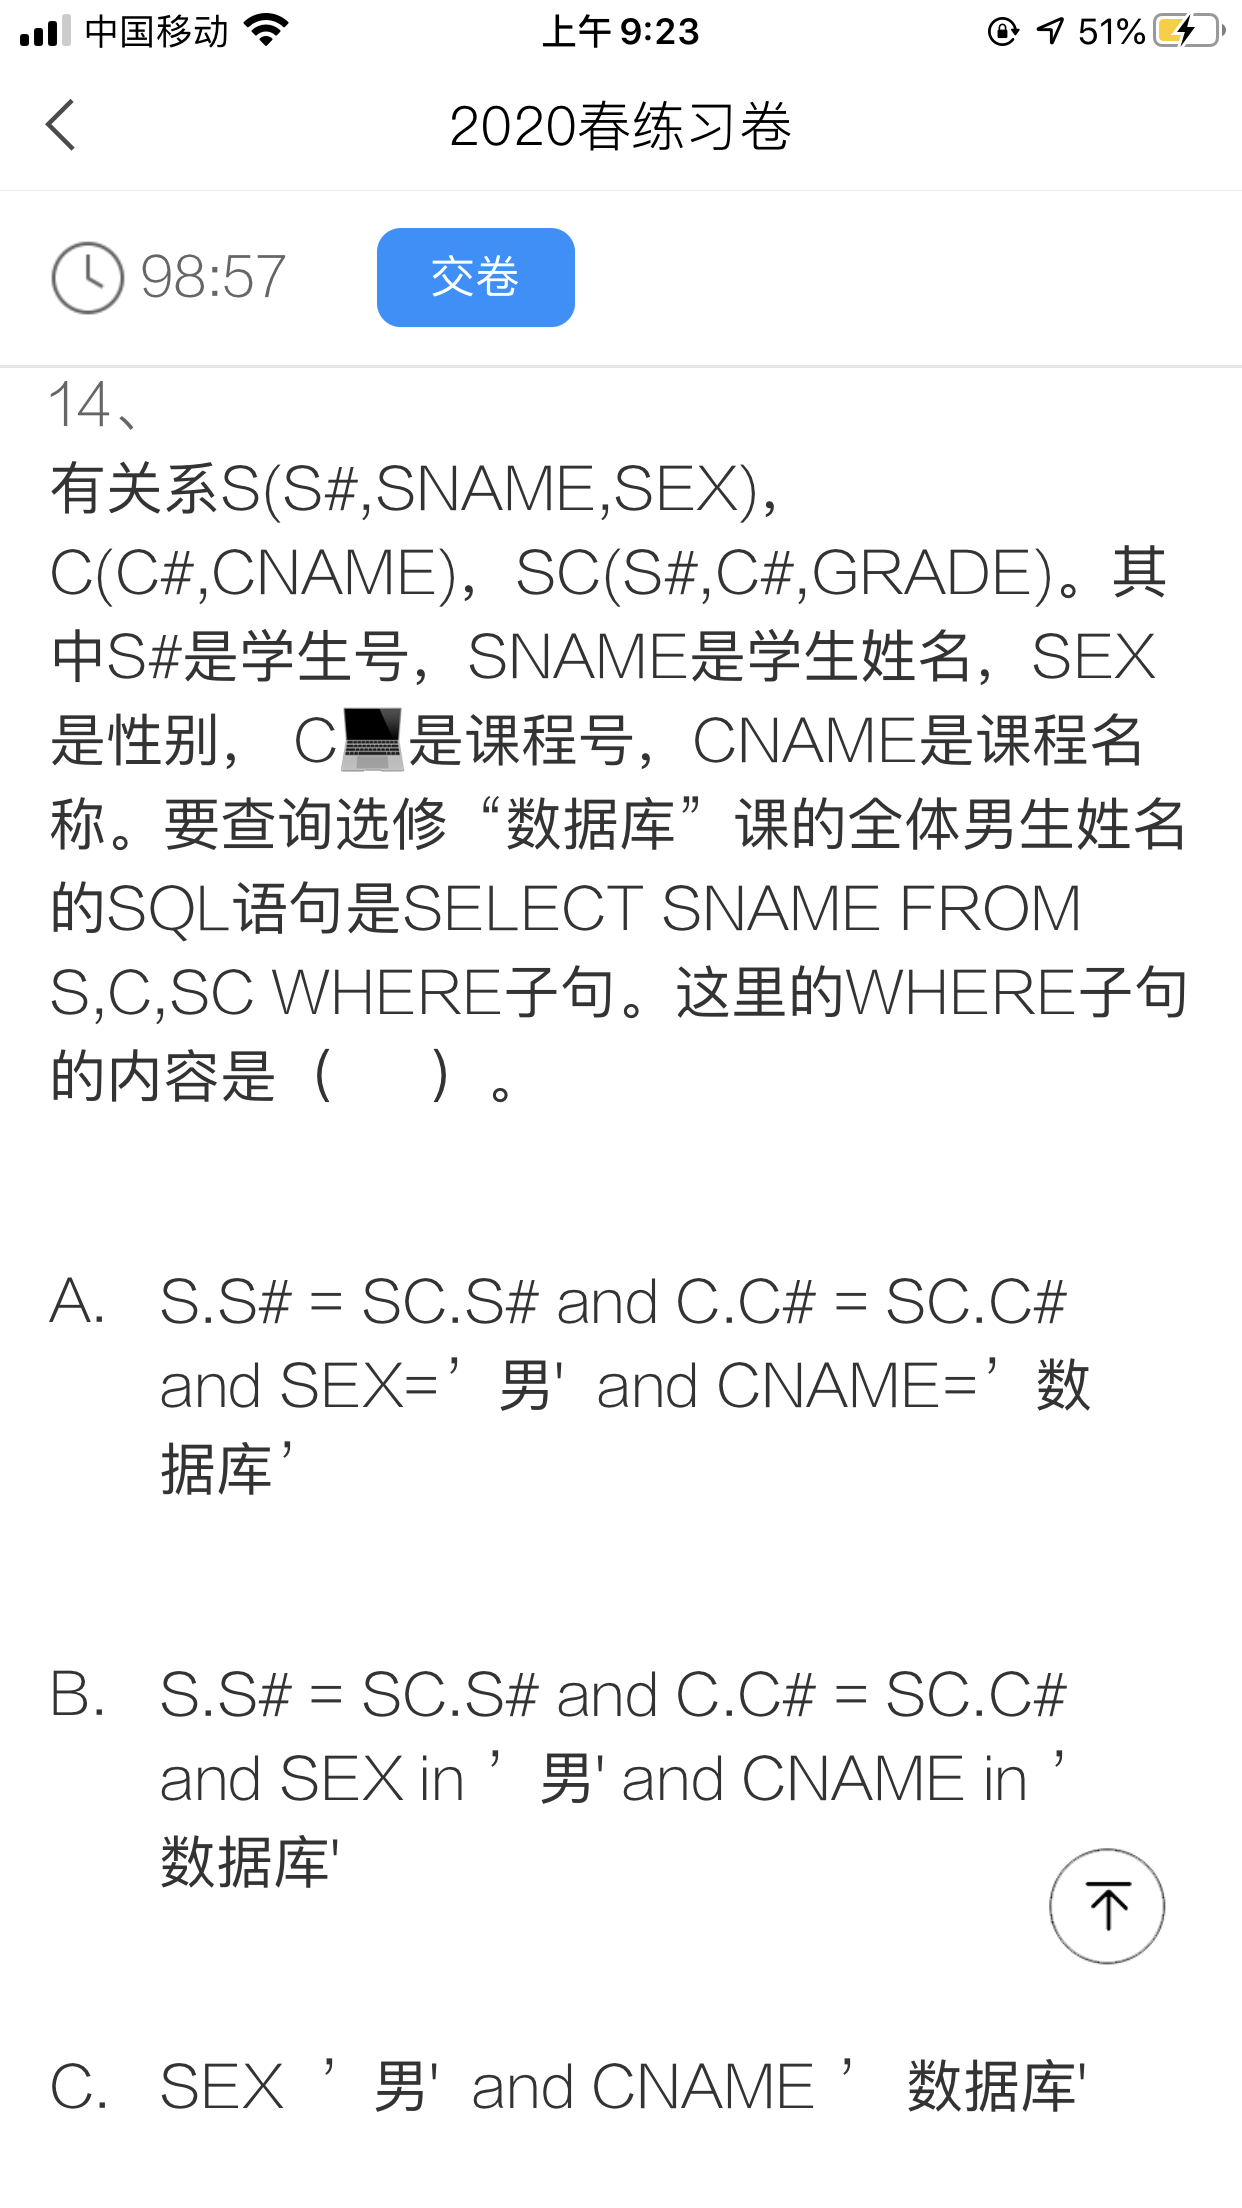 中国移动
上午 9:23
51%
2020春练习卷
98:57
交卷
14、
有关系S(S#,SNAME,SEX),
C(C#,CNAME)，SC(S#,C#,GRADE)。其
中S#是学生号，SNAME是学生姓名，SEX
是性别， C💻是课程号，CNAME是课程名
称。要查询选修“数据库”课的全体男生姓名
的SQL语句是SELECT SNAME FROM
S,C,SC WHERE子句。这里的WHERE子句
的内容是（ ）。
A. S.S# = SC.S# and C.C# = SC.C#
and SEX=’男' and CNAME=’数
据库’
B. S.S# = SC.S# and C.C# = SC.C#
and SEX in ’男' and CNAME in ’
数据库'
C. SEX ’男' and CNAME ’ 数据库'